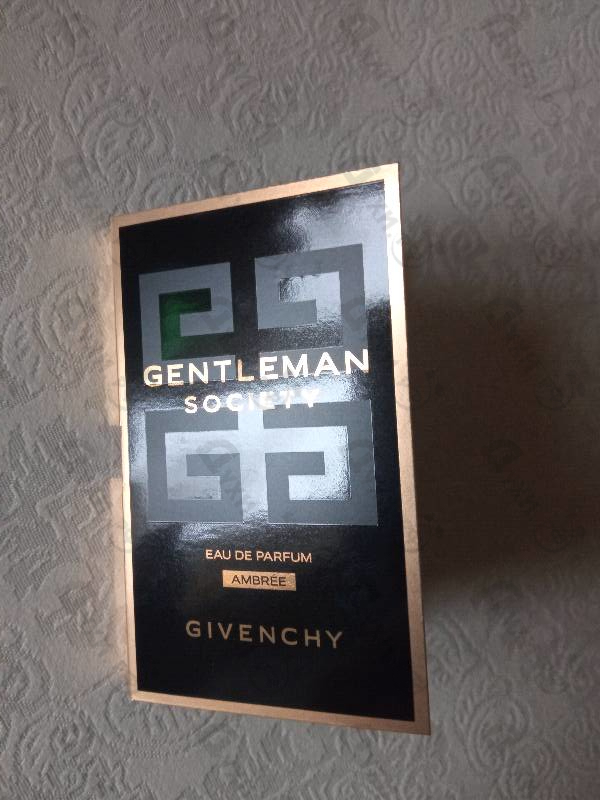 GENTLEMAN
SOCIETY
EAU DE PARFUM
AMBRÉE
GIVENCHY